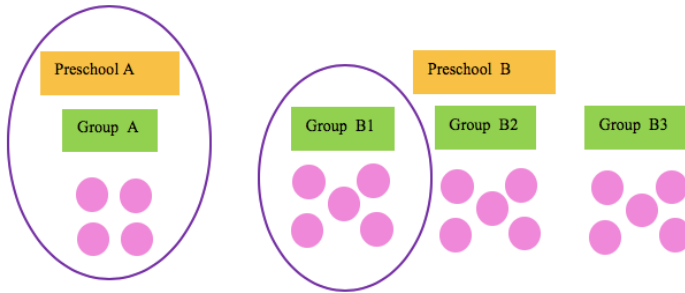 Preschool A
Preschool B
Group A
Group B1
Group B2
Group B3